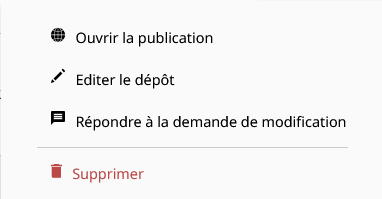 Ouvrir la publication
Editer le dépôt
Répondre à la demande de modification
Supprimer